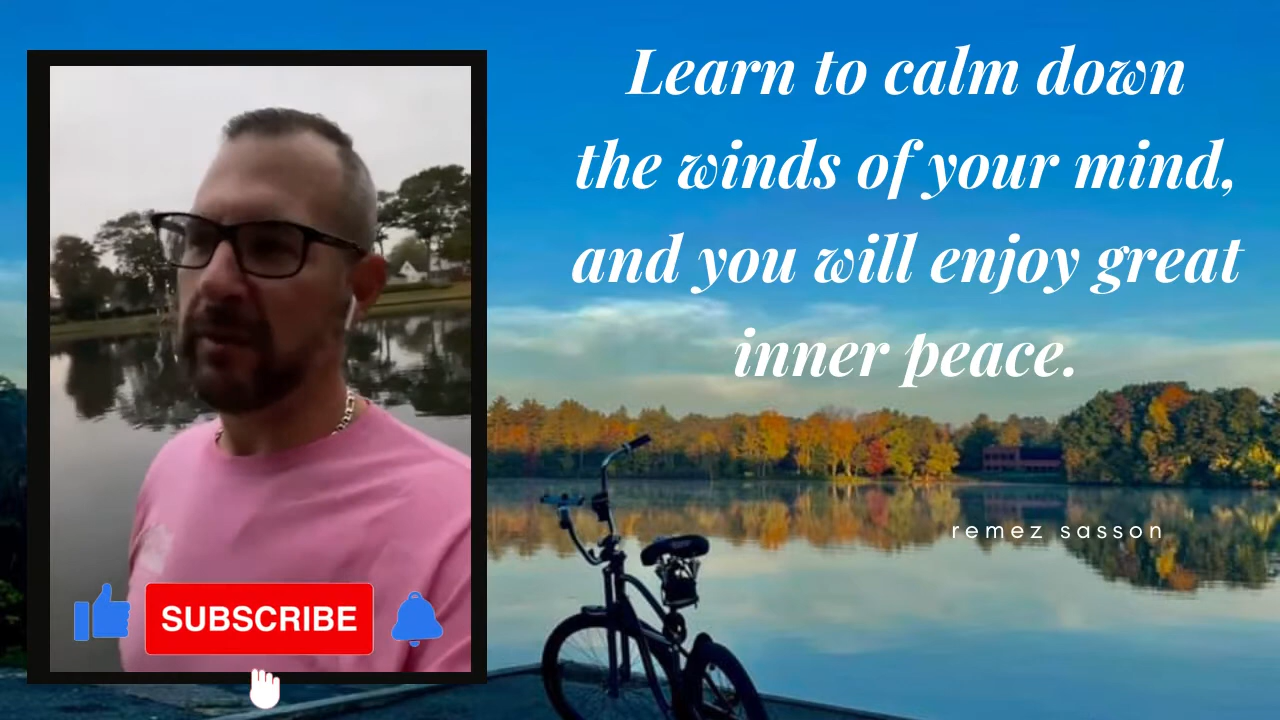 Learn to calm down
the winds of your mind,
and you will enjoy great
inner peace.
remez sasson
SUBSCRIBE